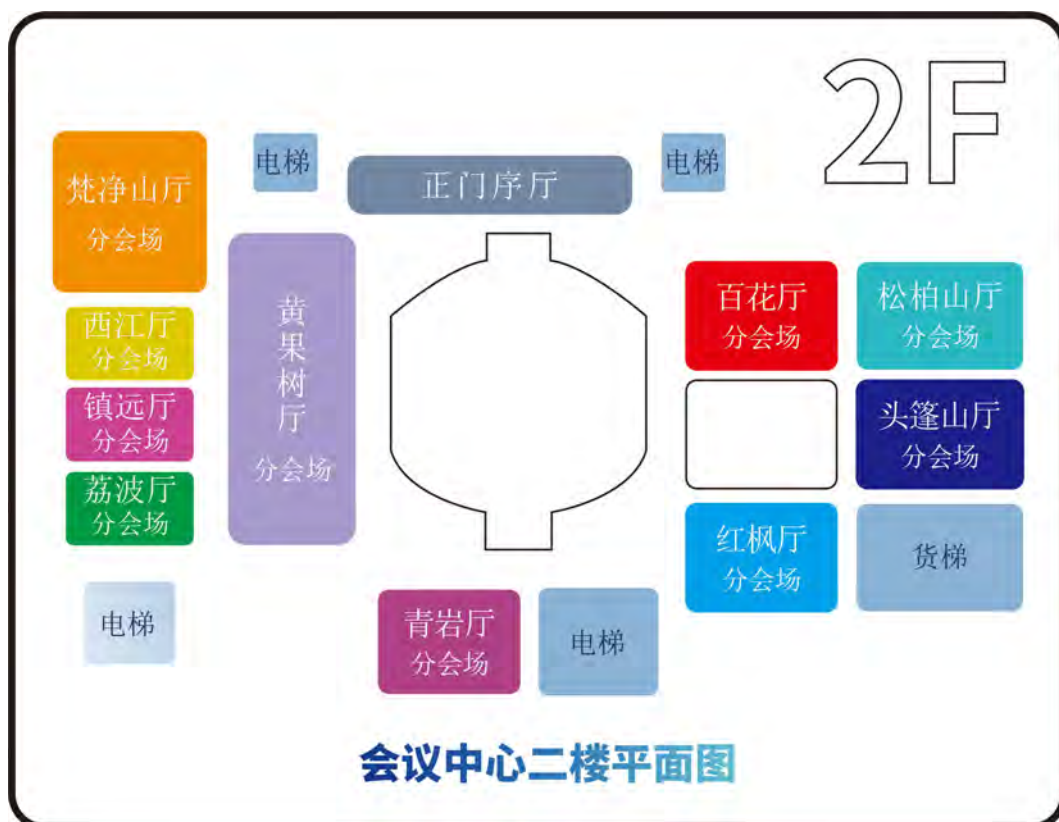 2F
电梯
正门序厅
电梯
梵净山厅
分会场
西江厅
分会场
镇远厅
分会场
荔波厅
分会场
黄果树厅
分会场
百花厅
分会场
松柏山厅
分会场
头篷山厅
分会场
红枫厅
分会场
货梯
电梯
青岩厅
分会场
电梯
会议中心二楼平面图